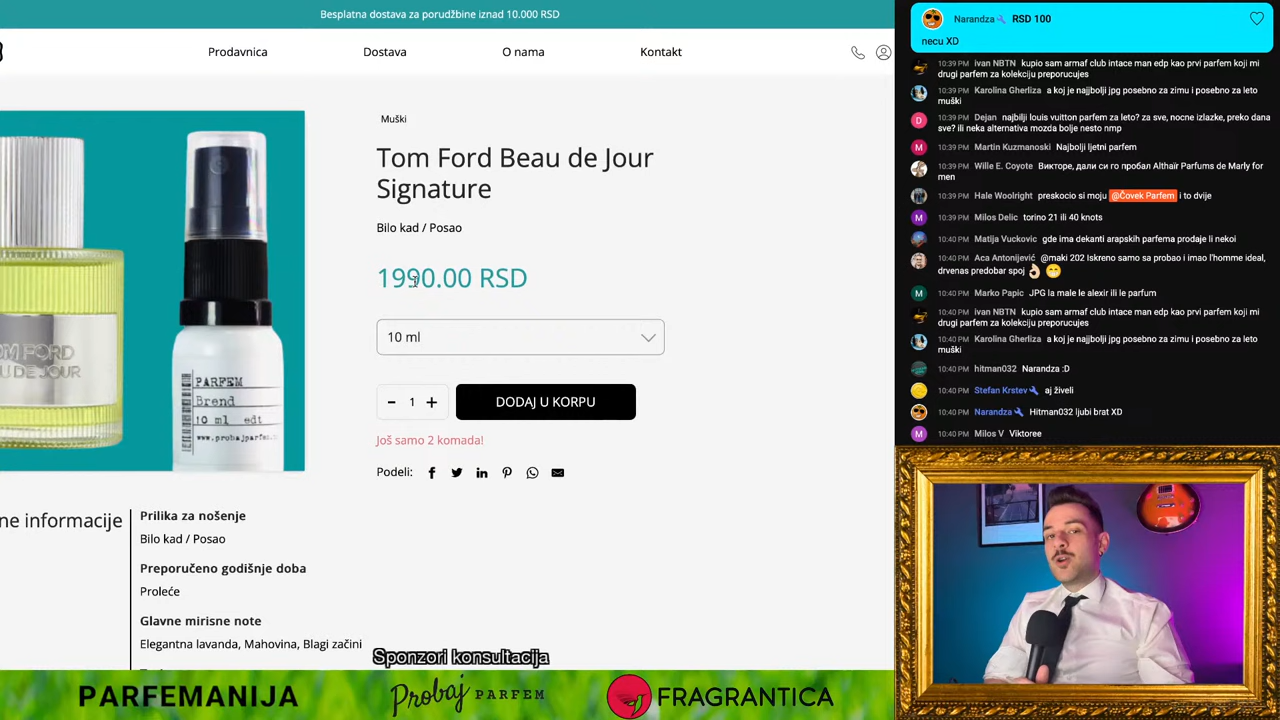 Besplatna dostava za porudžbine iznad 10.000 RSD
Prodavnica
Dostava
O nama
Kontakt
Muški
Tom Ford Beau de Jour
Signature
Bilo kad / Posao
1990.00 RSD
10 ml
- 1 +
DODAJ U KORPU
Još samo 2 komada!
Podeli:
TOM FORD
BEAU DE JOUR
PARFEM
Brend
10 ml edt
www.probajparfem
ne informacije
Prilika za nošenje
Bilo kad / Posao
Preporučeno godišnje doba
Proleće
Glavne mirisne note
Elegantna lavanda, Mahovina, Blagi začini
Sponzori konsultacija
PARFEMANIJA
Probaj PARFEM
FRAGRANTICA
Narandza RSD 100
necu XD
10:39 PM ivan NBTN kupio sam armaf club intace man edp kao prvi parfem koji mi
drugi parfem za kolekciju preporucujes
10:39 PM Karolina Gherliza a koj je najjbolji jpg posebno za zimu i posebno za leto
muški
10:39 PM Dejan najbilji louis vuitton parfem za leto? za sve, nocne izlazke, preko dana
sve? ili neka alternativa mozda bolje nesto nmp
10:39 PM Martin Kuzmanoski Najbolji ljetni parfem
10:39 PM Wille E. Coyote Викторе, дали си го пробал Althaïr Parfums de Marly for
men
10:39 PM Hale Woolright preskocio si moju @Čovek Parfem i to dvije
10:39 PM Milos Delic torino 21 ili 40 knots
10:40 PM Matija Vuckovic gde ima dekanti arapskih parfema prodaje li nekoi
10:40 PM Aca Antonijević @maki 202 Iskreno samo sa probao i imao l'homme ideal,
drvenas predobar spoj 👌🏻 😁
10:40 PM Marko Papic JPG la male le alexir ili le parfum
10:40 PM ivan NBTN kupio sam armaf club intace man edp kao prvi parfem koji mi
drugi parfem za kolekciju preporucujes
10:40 PM Karolina Gherliza a koj je najjbolji jpg posebno za zimu i posebno za leto
muški
10:40 PM hitman032 Narandza :D
10:40 PM Stefan Krstev aj živeli
10:40 PM Narandza Hitman032 ljubi brat XD
10:40 PM Milos V Viktoree